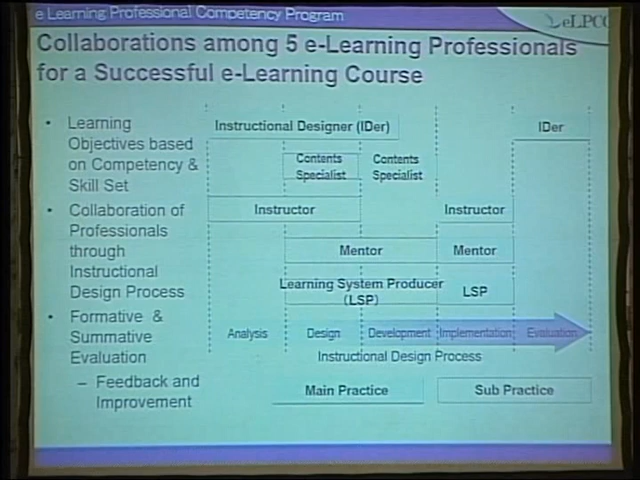 e Learning Professional Competency Program
eLPCO
Collaborations among 5 e-Learning Professionals
for a Successful e-Learning Course
• Learning
Objectives based
on Competency &
Skill Set
• Collaboration of
Professionals
through
Instructional
Design Process
• Formative &
Summative
Evaluation
– Feedback and
Improvement
Instructional Designer (IDer)
IDer
Contents
Specialist
Contents
Specialist
Instructor
Instructor
Mentor
Mentor
Learning System Producer
(LSP)
LSP
Analysis
Design
Development
Implementation
Evaluation
Instructional Design Process
Main Practice
Sub Practice